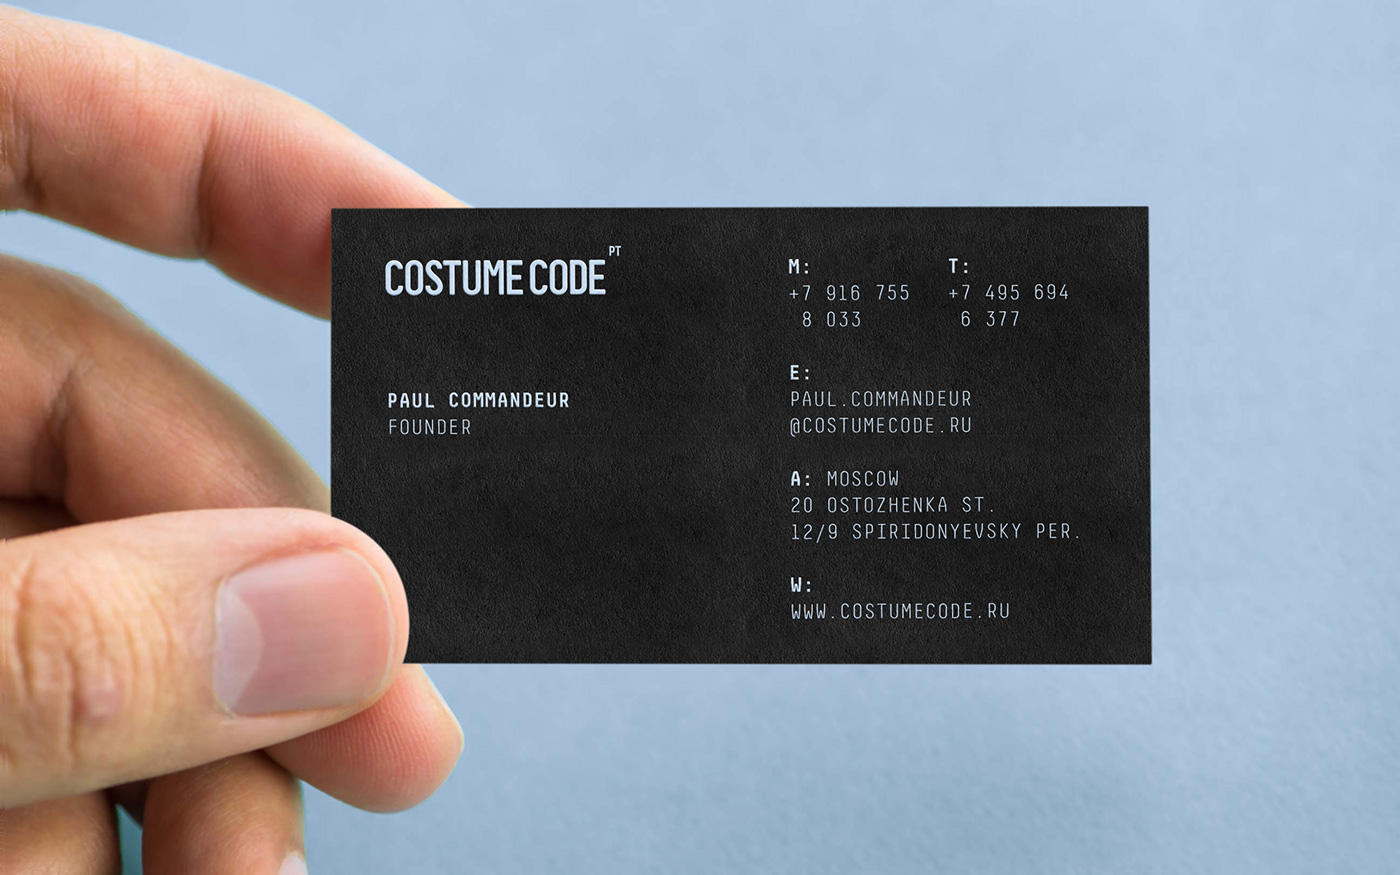 COSTUME CODE PT
PAUL COMMANDEUR
FOUNDER
M:
+7 916 755
8 033
T:
+7 495 694
6 377
E:
PAUL.COMMANDEUR
@COSTUMECODE.RU
A: MOSCOW
20 OSTOZHENKA ST.
12/9 SPIRIDONYEVSKY PER.
W:
WWW.COSTUMECODE.RU